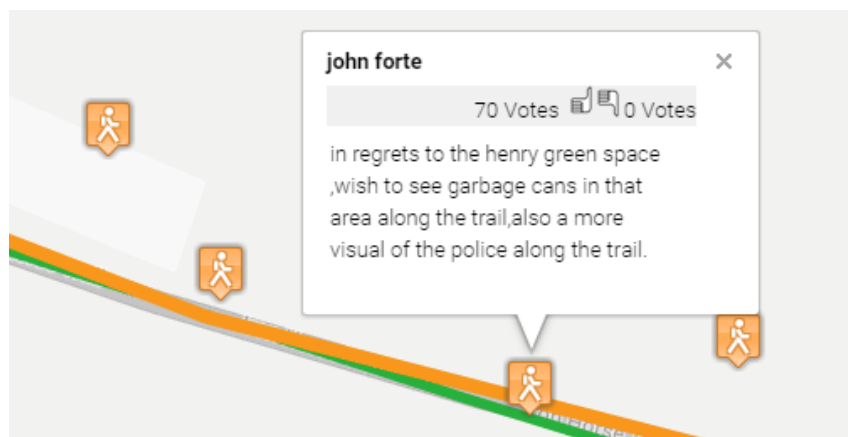 john forte
70 Votes 0 Votes
in regrets to the henry green space
,wish to see garbage cans in that
area along the trail,also a more
visual of the police along the trail.
Horse